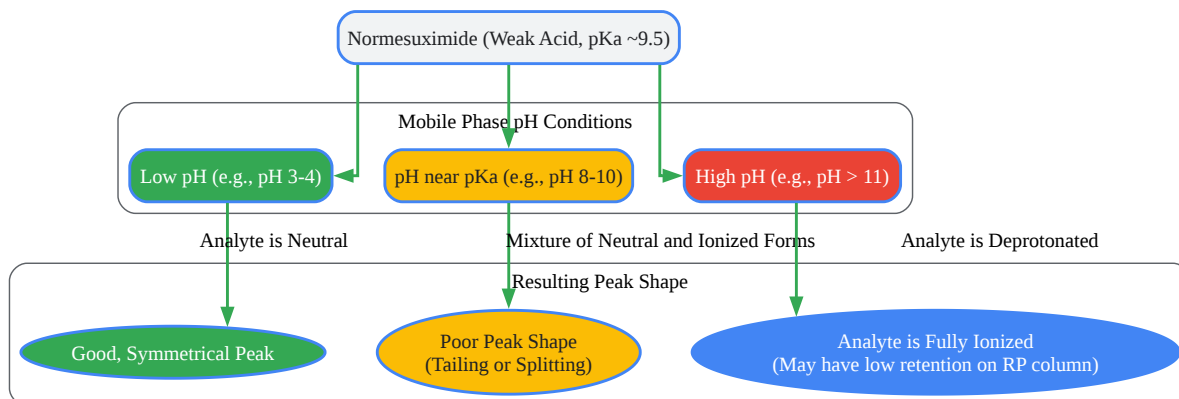 Normesuximide (Weak Acid, pKa ~9.5)
Mobile Phase pH Conditions
Low pH (e.g., pH 3-4)
pH near pKa (e.g., pH 8-10)
High pH (e.g., pH > 11)
Analyte is Neutral
Mixture of Neutral and Ionized Forms
Analyte is Deprotonated
Resulting Peak Shape
Good, Symmetrical Peak
Poor Peak Shape
(Tailing or Splitting)
Analyte is Fully Ionized
(May have low retention on RP column)